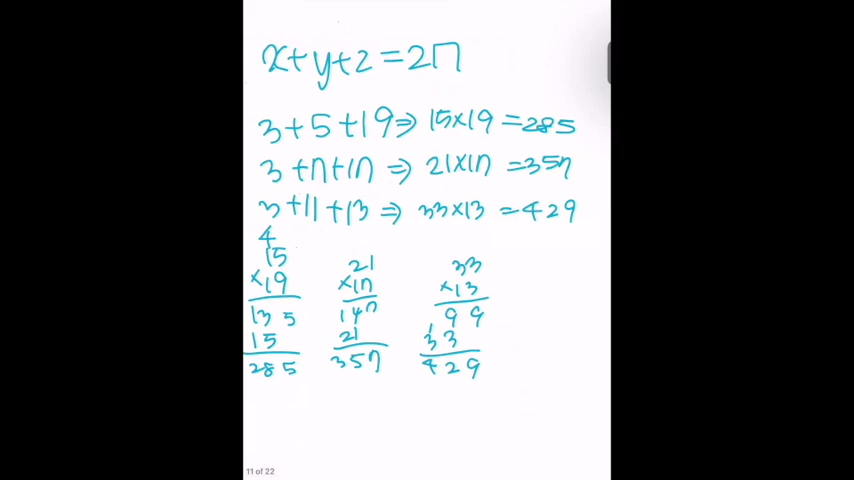 x+y+z=27
3+5+19⇒15×19=285
3+7+17⇒21×17=357
3+11+13⇒33×13=429
4
15 21 33
×19 ×17 ×13
135 147 99
1
15 21 33
285 357 429
11 of 22